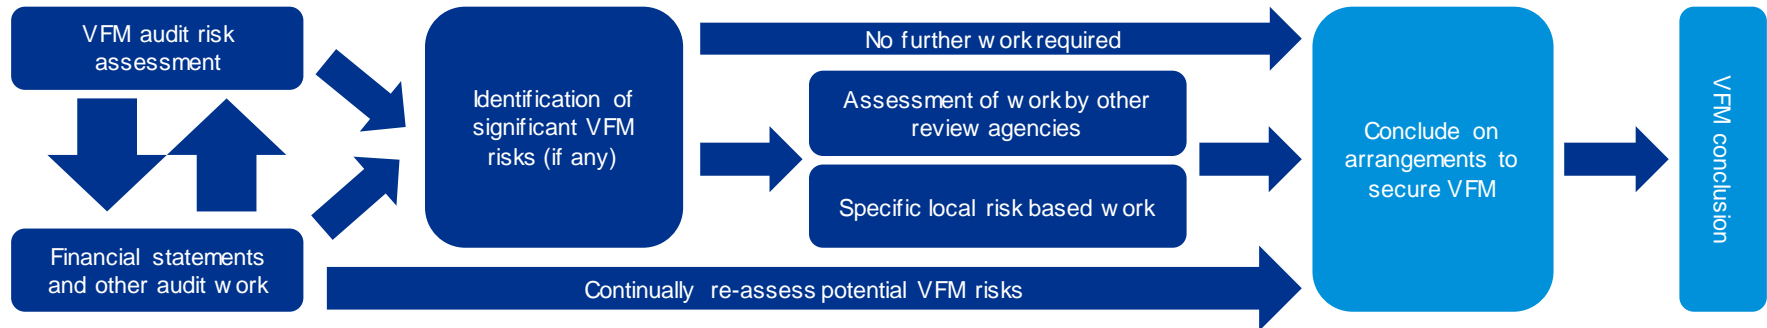 VFM audit risk
assessment
Financial statements
and other audit work
Identification of
significant VFM
risks (if any)
No further work required
Assessment of work by other
review agencies
Specific local risk based work
Continually re-assess potential VFM risks
Conclude on
arrangements to
secure VFM
VFM conclusion